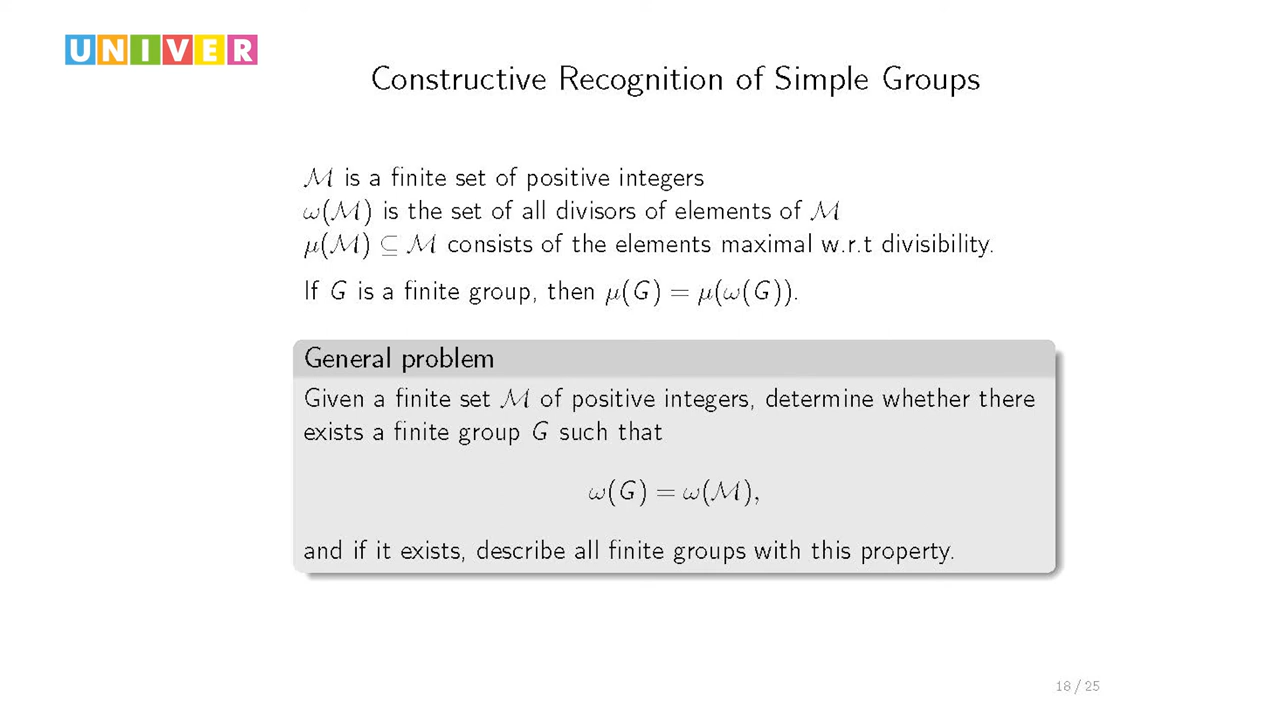 UNIVER
Constructive Recognition of Simple Groups
ℳ is a finite set of positive integers
ω(ℳ) is the set of all divisors of elements of ℳ
μ(ℳ) ⊆ ℳ consists of the elements maximal w.r.t divisibility.
If G is a finite group, then μ(G) = μ(ω(G)).
General problem
Given a finite set ℳ of positive integers, determine whether there
exists a finite group G such that
ω(G) = ω(ℳ),
and if it exists, describe all finite groups with this property.
18 / 25